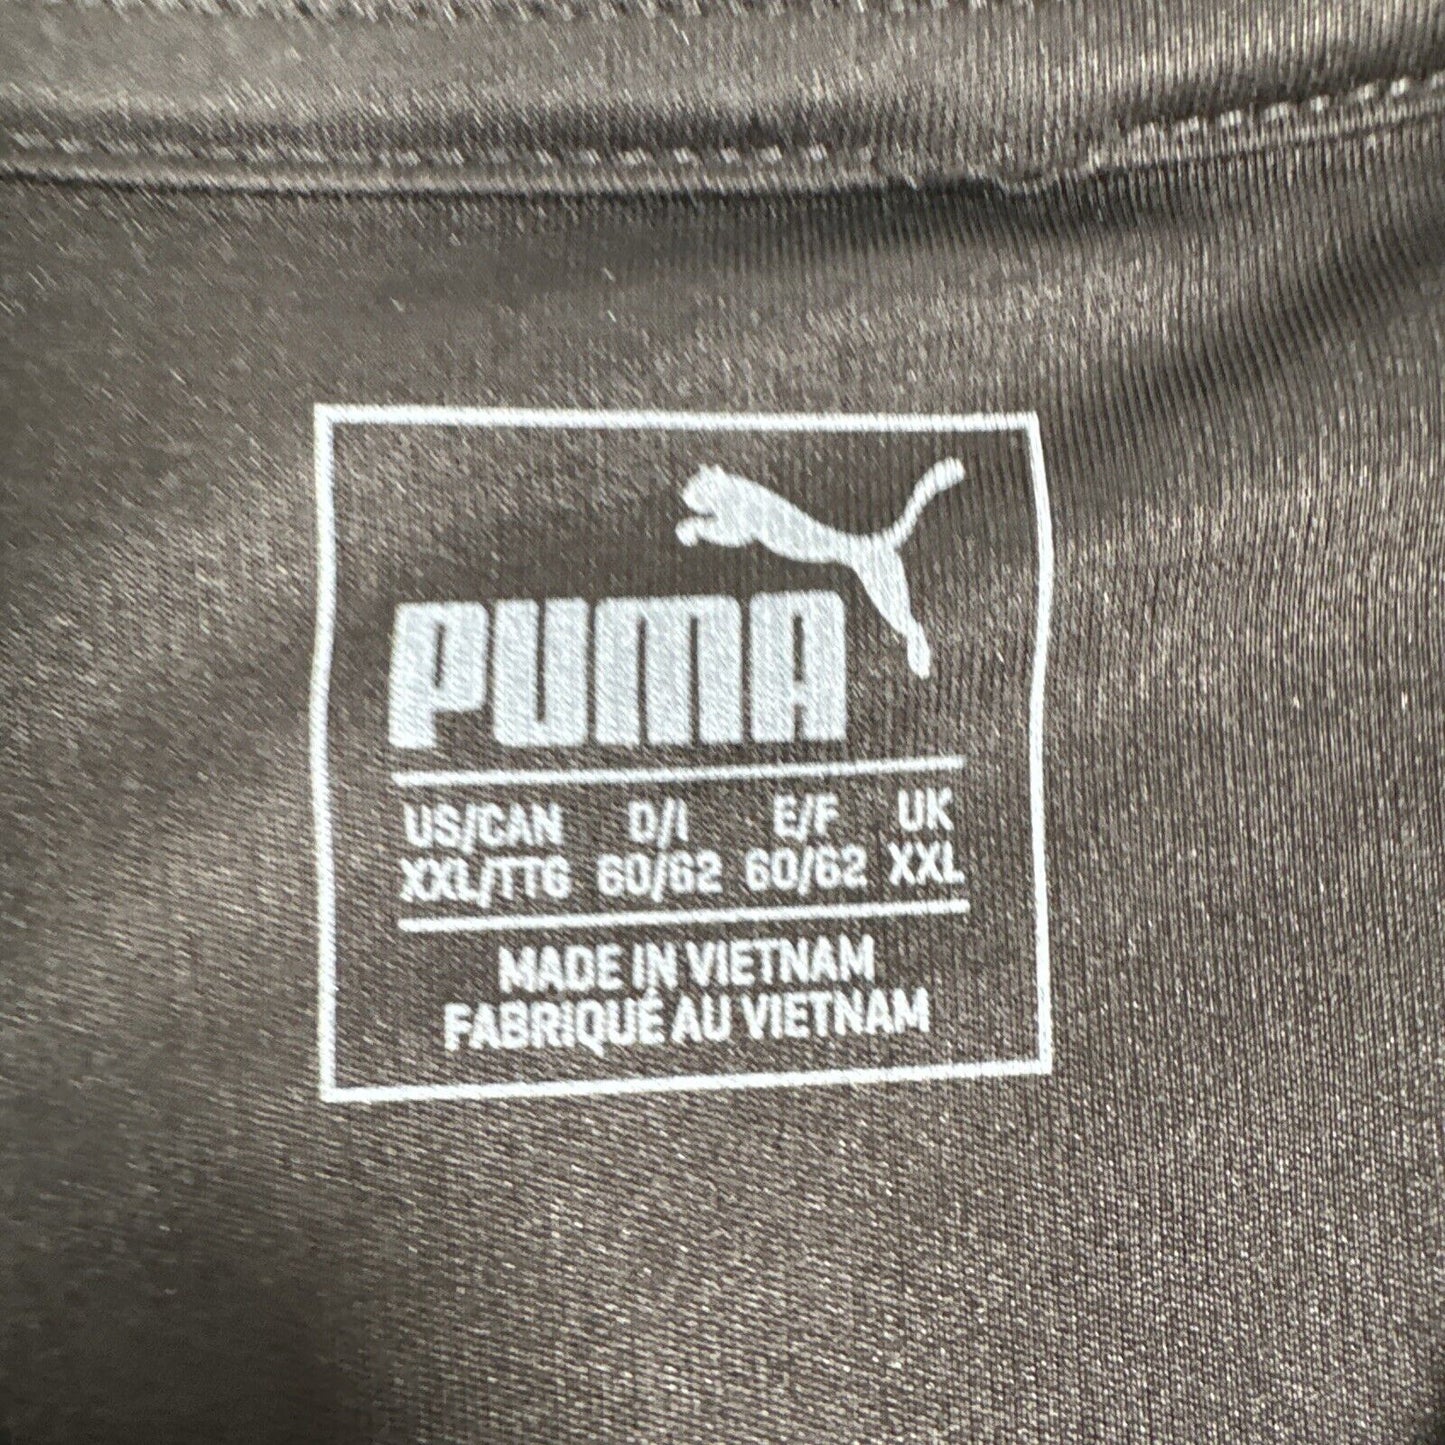 PUMA
US/CAN D/I E/F UK
XXL/TTG 60/62 60/62 XXL
MADE IN VIETNAM
FABRIQUÉ AU VIETNAM